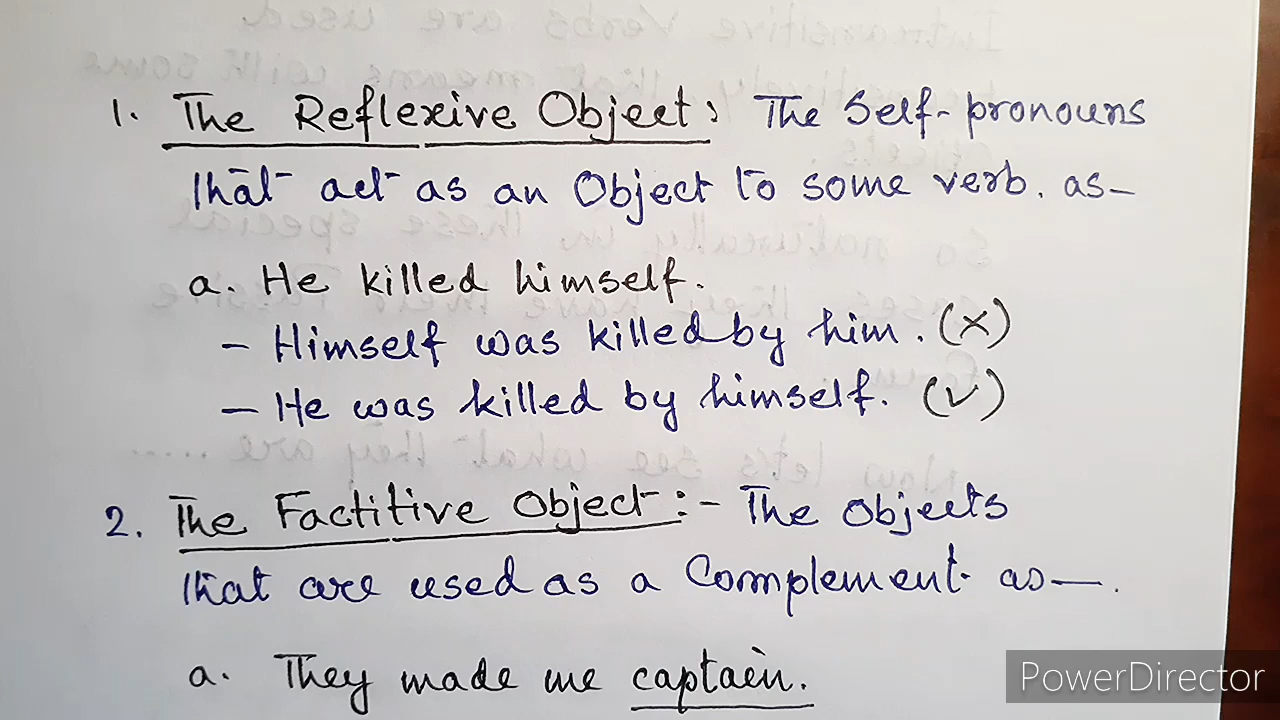 1. The Reflexive Object: The Self-pronouns
that act as an Object to some verb. as-
a. He killed himself.
- Himself was killed by him. (X)
- He was killed by himself. (✓)
2. The Factitive Object:- The Objects
that are used as a Complement as—.
a. They made me captain.
PowerDirector